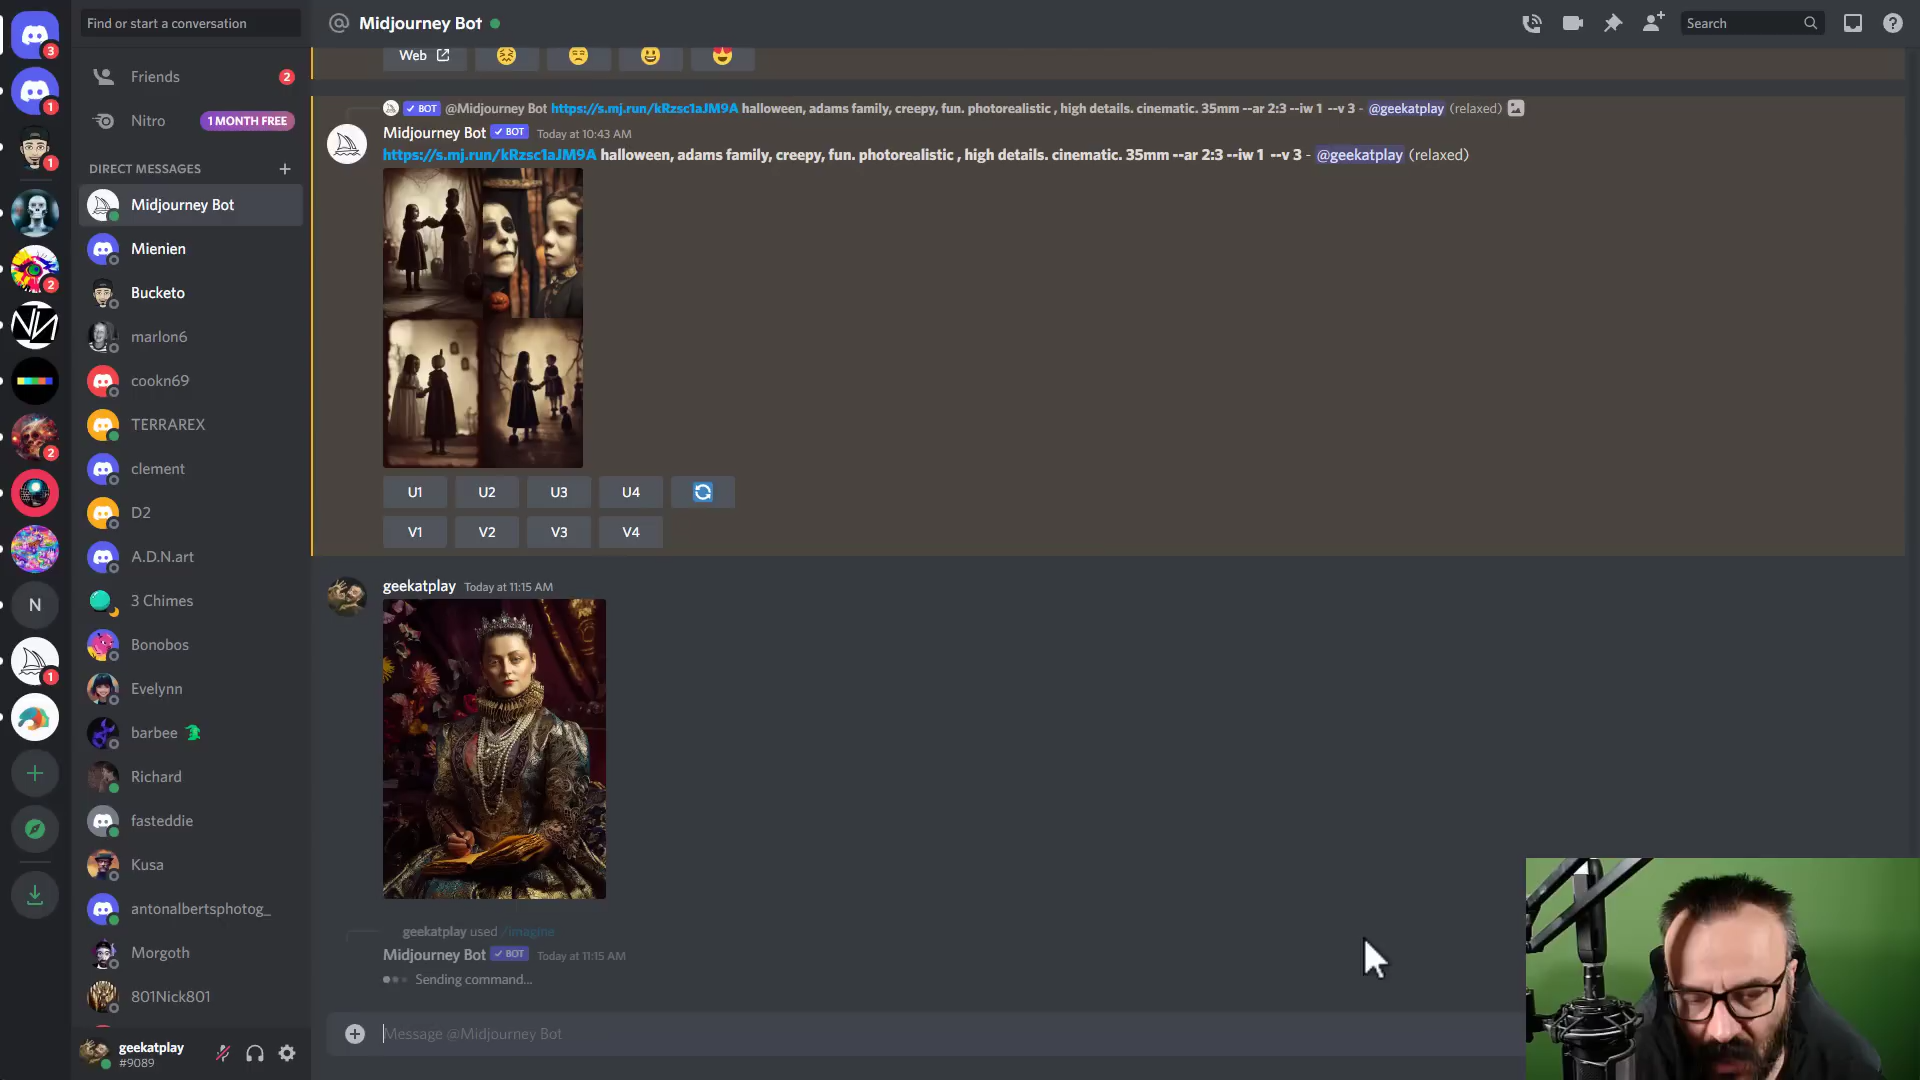 Find or start a conversation
3
1
Friends
2
Nitro
1 MONTH FREE
1
DIRECT MESSAGES
Midjourney Bot
Mienien
2
Bucketo
marlon6
cookn69
TERRAREX
2
clement
D2
A.D.N.art
3 Chimes
N
Bonobos
1
Evelynn
barbee
Richard
fasteddie
Kusa
antonalbertsphotog_
Morgoth
801Nick801
geekatplay
#9089
Midjourney Bot
Search
Web
BOT @Midjourney Bot https://s.mj.run/kRzsc1aJM9A halloween, adams family, creepy, fun. photorealistic , high details. cinematic. 35mm --ar 2:3 --iw 1 --v 3 - @geekatplay (relaxed)
Midjourney Bot BOT Today at 10:43 AM
https://s.mj.run/kRzsc1aJM9A halloween, adams family, creepy, fun. photorealistic , high details. cinematic. 35mm --ar 2:3 --iw 1 --v 3 - @geekatplay (relaxed)
U1 U2 U3 U4
V1 V2 V3 V4
geekatplay Today at 11:15 AM
geekatplay used /imagine
Midjourney Bot BOT Today at 11:15 AM
Sending command...
Message @Midjourney Bot